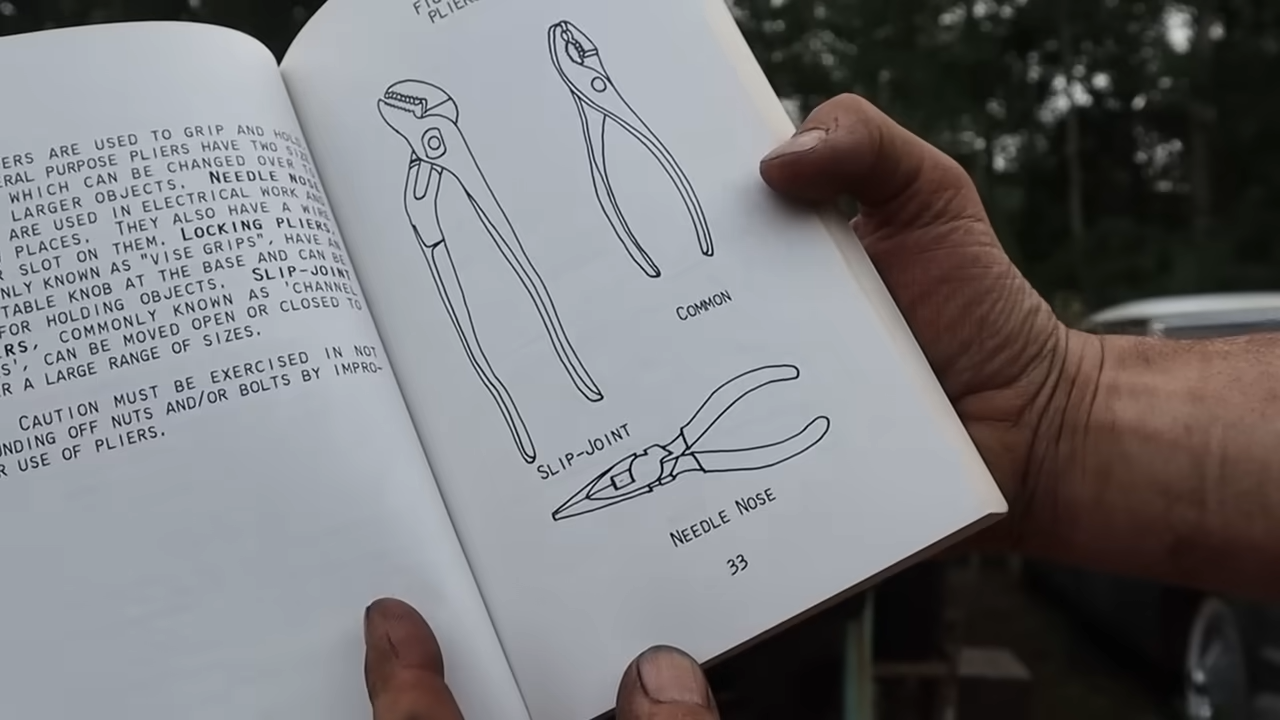 ERS ARE USED TO GRIP AND HOLD
ERAL PURPOSE PLIERS HAVE TWO SIZE
WHICH CAN BE CHANGED OVER TO
LARGER OBJECTS. NEEDLE NOSE
ARE USED IN ELECTRICAL WORK AND
PLACES. THEY ALSO HAVE A WIRE
R SLOT ON THEM. LOCKING PLIERS,
NLY KNOWN AS "VISE GRIPS", HAVE AN
TABLE KNOB AT THE BASE AND CAN BE
FOR HOLDING OBJECTS. SLIP-JOINT
RS, COMMONLY KNOWN AS 'CHANNEL
S', CAN BE MOVED OPEN OR CLOSED TO
R A LARGE RANGE OF SIZES.
CAUTION MUST BE EXERCISED IN NOT
UNDING OFF NUTS AND/OR BOLTS BY IMPRO-
R USE OF PLIERS.
COMMON
SLIP-JOINT
NEEDLE NOSE
33